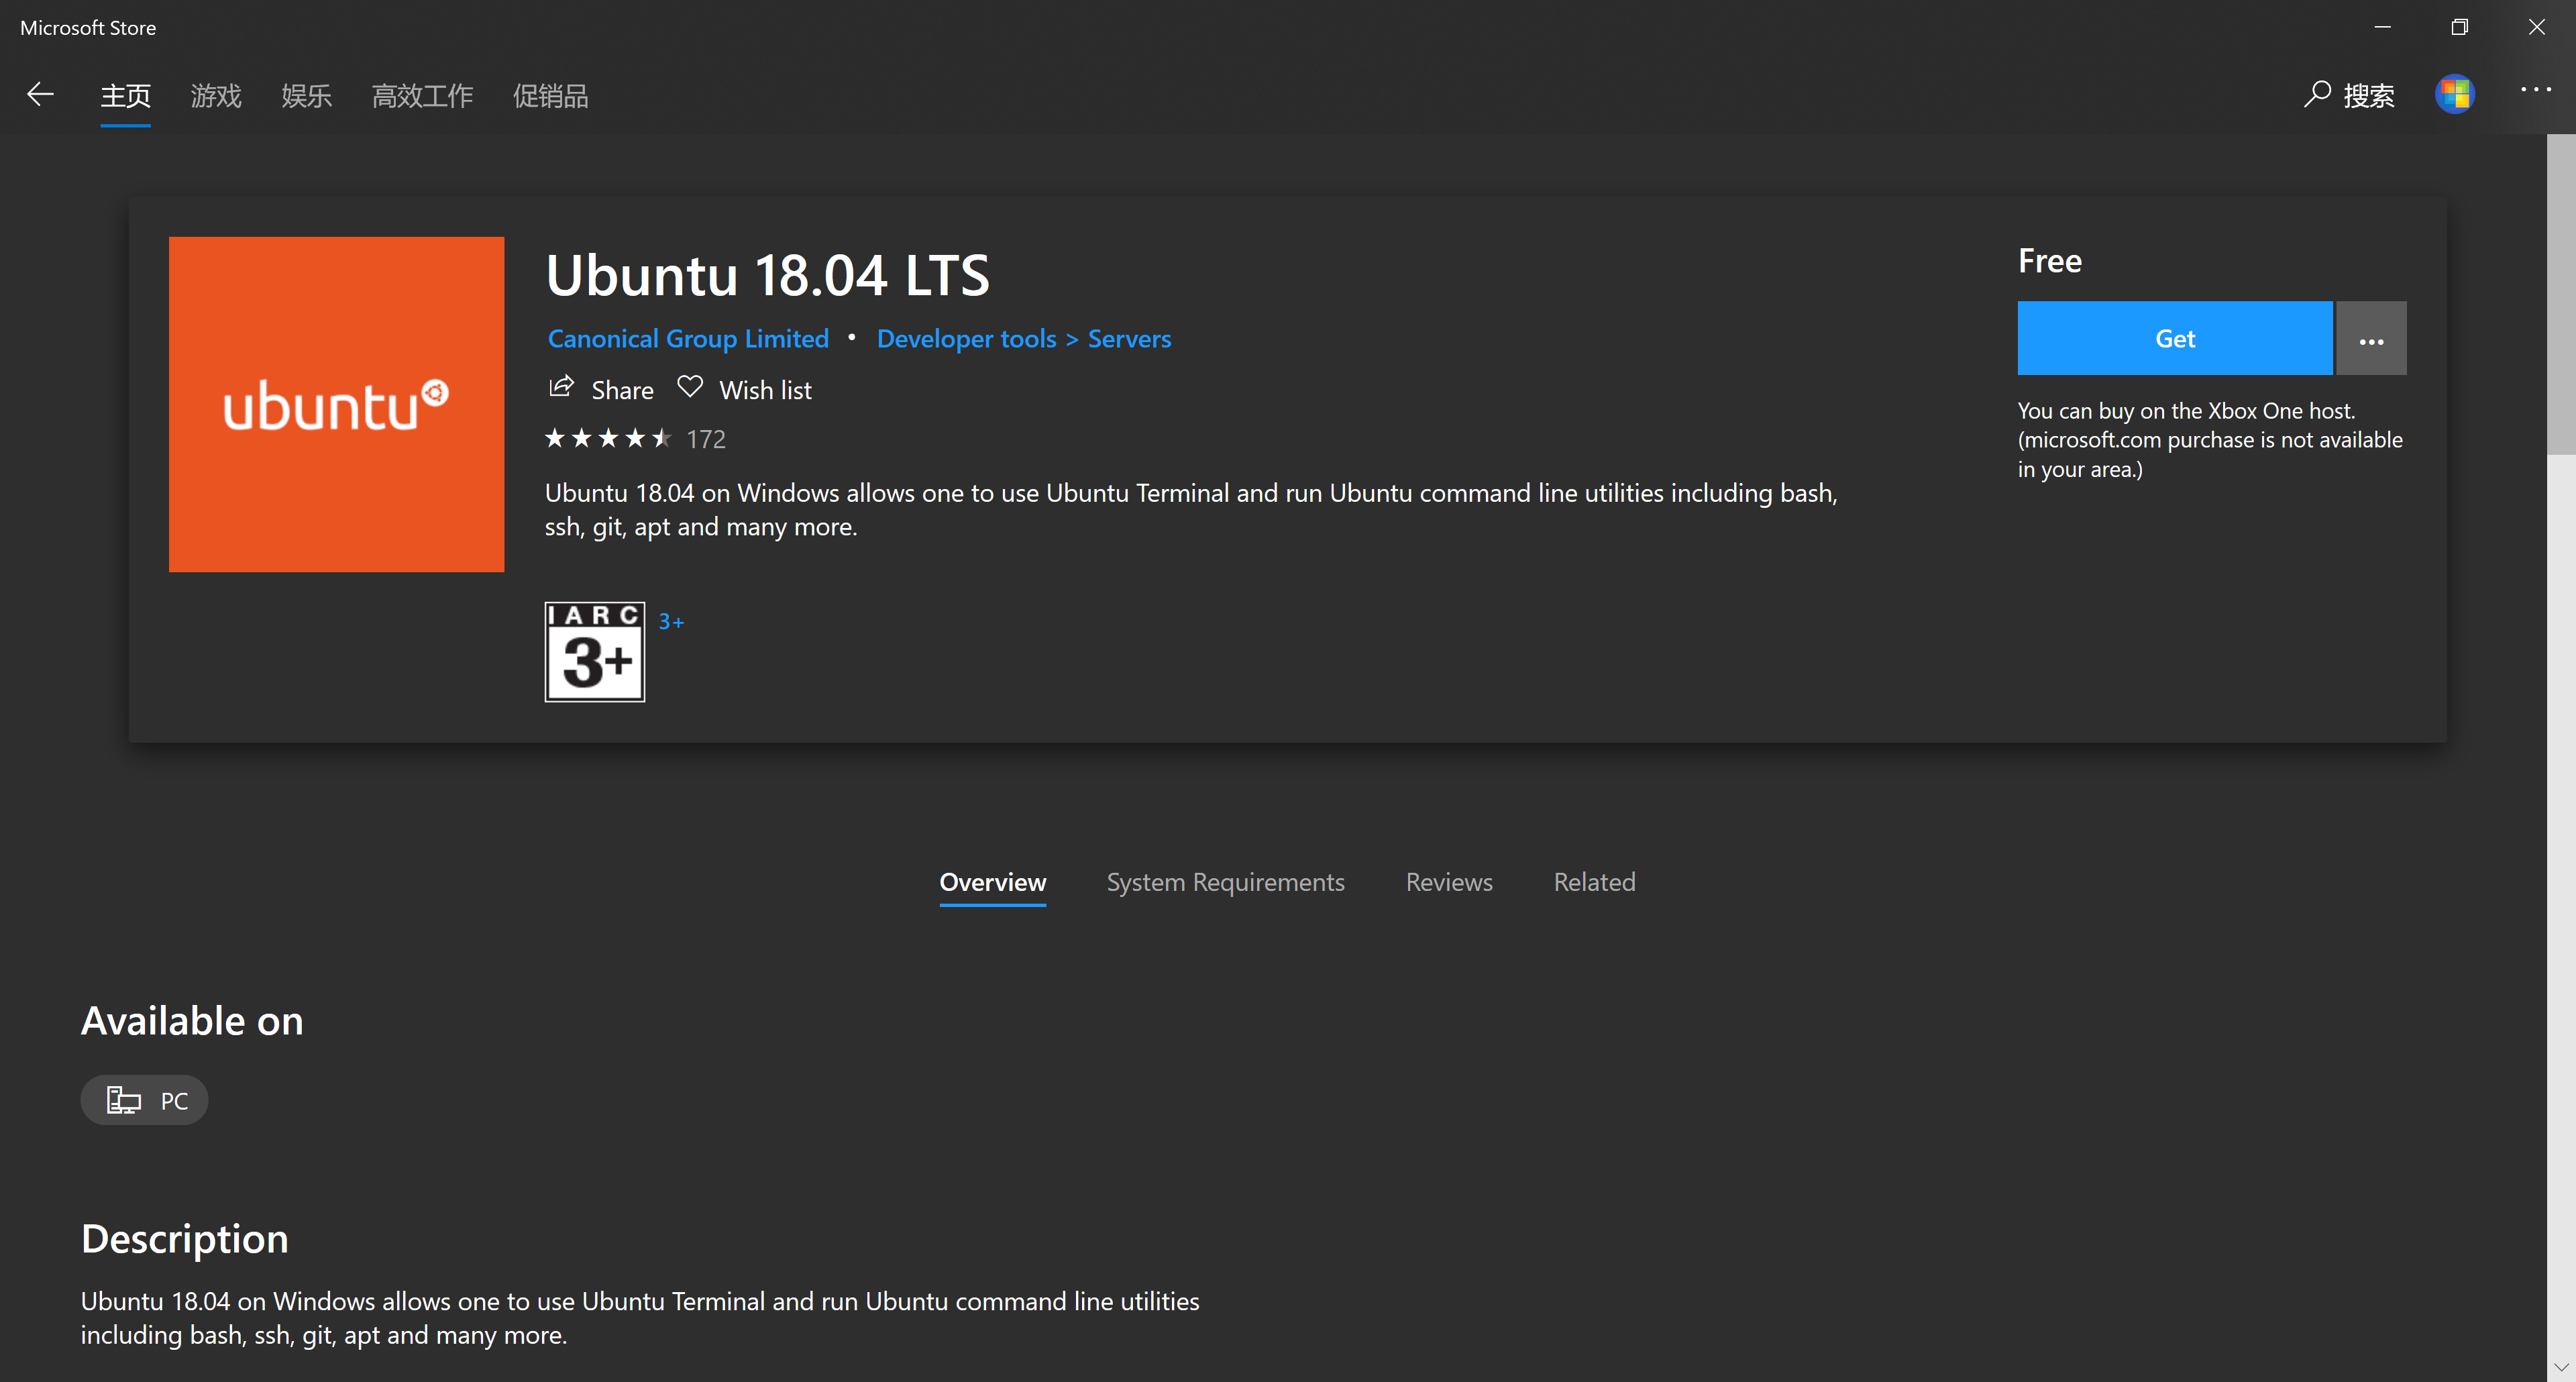 Microsoft Store
主页 游戏 娱乐 高效工作 促销品 搜索
ubuntu
Ubuntu 18.04 LTS
Canonical Group Limited • Developer tools > Servers
Share Wish list
172
Ubuntu 18.04 on Windows allows one to use Ubuntu Terminal and run Ubuntu command line utilities including bash,
ssh, git, apt and many more.
IARC
3+
3+
Free
Get
You can buy on the Xbox One host.
(microsoft.com purchase is not available
in your area.)
Overview System Requirements Reviews Related
Available on
PC
Description
Ubuntu 18.04 on Windows allows one to use Ubuntu Terminal and run Ubuntu command line utilities
including bash, ssh, git, apt and many more.